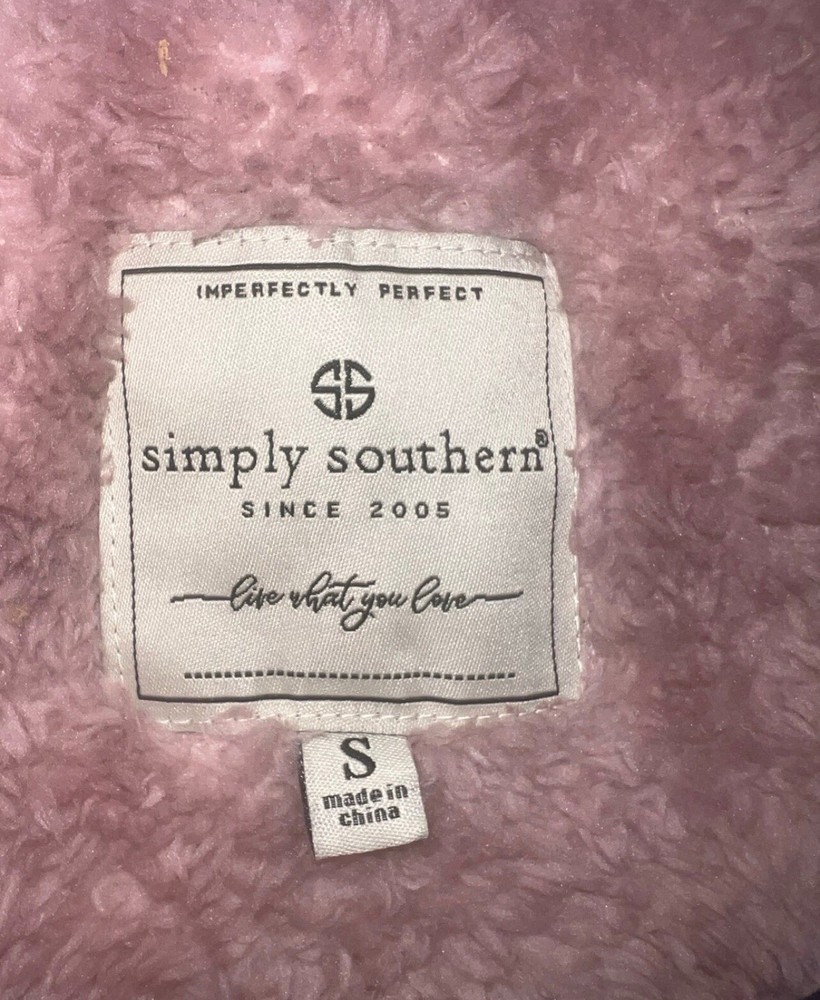 IMPERFECTLY PERFECT
SS
simply southern®
SINCE 2005
live what you love
S
made in
china